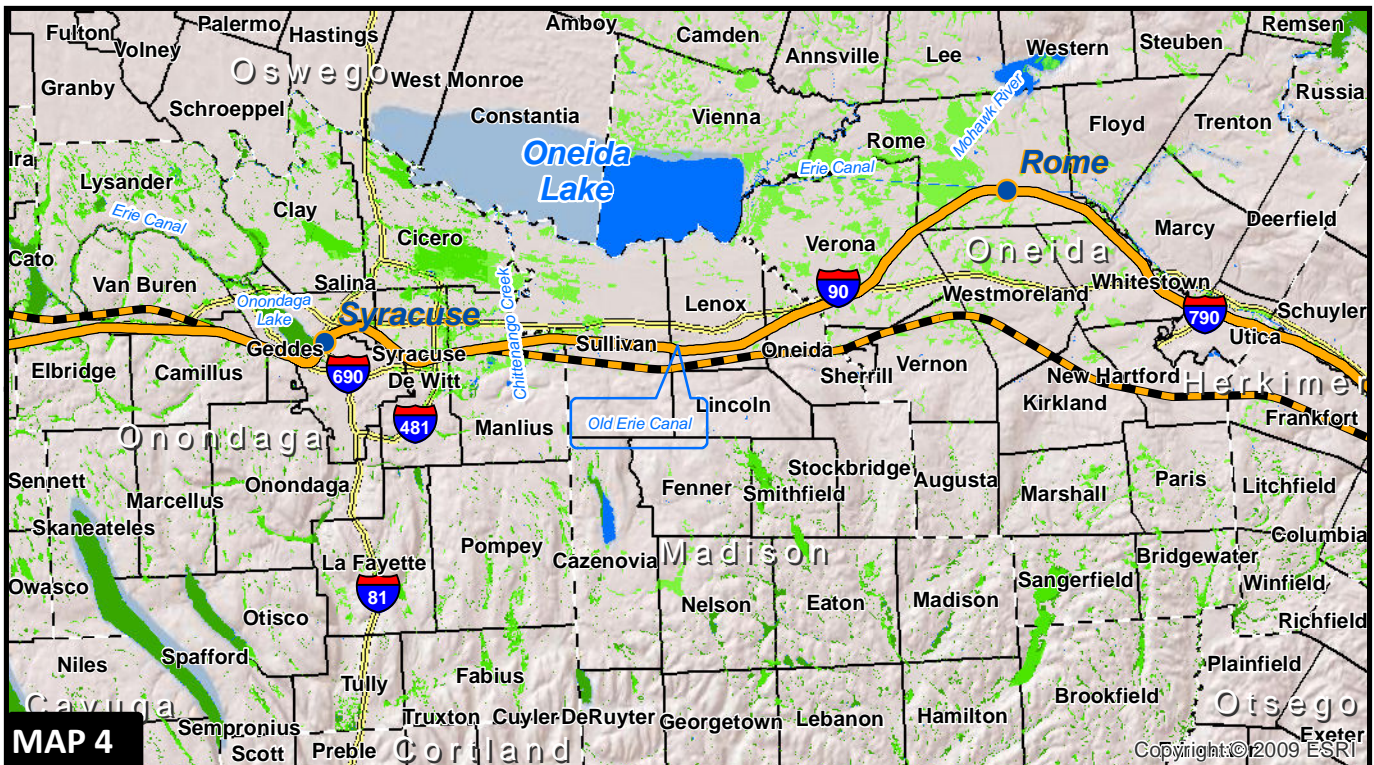 Fulton
Volney
Palermo
Hastings
Amboy
Camden
Annsville
Lee
Western
Steuben
Remsen
Oswego
West Monroe
Granby
Schroeppel
Constantia
Vienna
Mohawk River
Rome
Floyd
Trenton
Russia
Ira
Lysander
Oneida
Lake
Erie Canal
Rome
Erie Canal
Clay
Cicero
Verona
Oneida
Marcy
Deerfield
Cato
Van Buren
Salina
Chittenango Creek
Onondaga
Lake
Syracuse
Lenox
90
Westmoreland
Whitestown
790
Schuyler
Utica
Geddes
Syracuse
Sullivan
Oneida
Elbridge
Camillus
690
De Witt
Sherrill
Vernon
New Hartford
Herkimer
Kirkland
Frankfort
Lincoln
Old Erie Canal
481
Manlius
Onondaga
Sennett
Marcellus
Onondaga
Fenner
Stockbridge
Smithfield
Augusta
Marshall
Paris
Litchfield
Skaneateles
Pompey
Cazenovia
Madison
Columbia
Bridgewater
La Fayette
81
Owasco
Otisco
Nelson
Eaton
Madison
Sangerfield
Winfield
Richfield
Niles
Spafford
Tully
Fabius
Brookfield
Plainfield
Otsego
Cayuga
Sempronius
Scott
Preble
Truxton
Cuyler
DeRuyter
Georgetown
Lebanon
Hamilton
Exeter
Cortland
MAP 4
Copyright:© 2009 ESRI